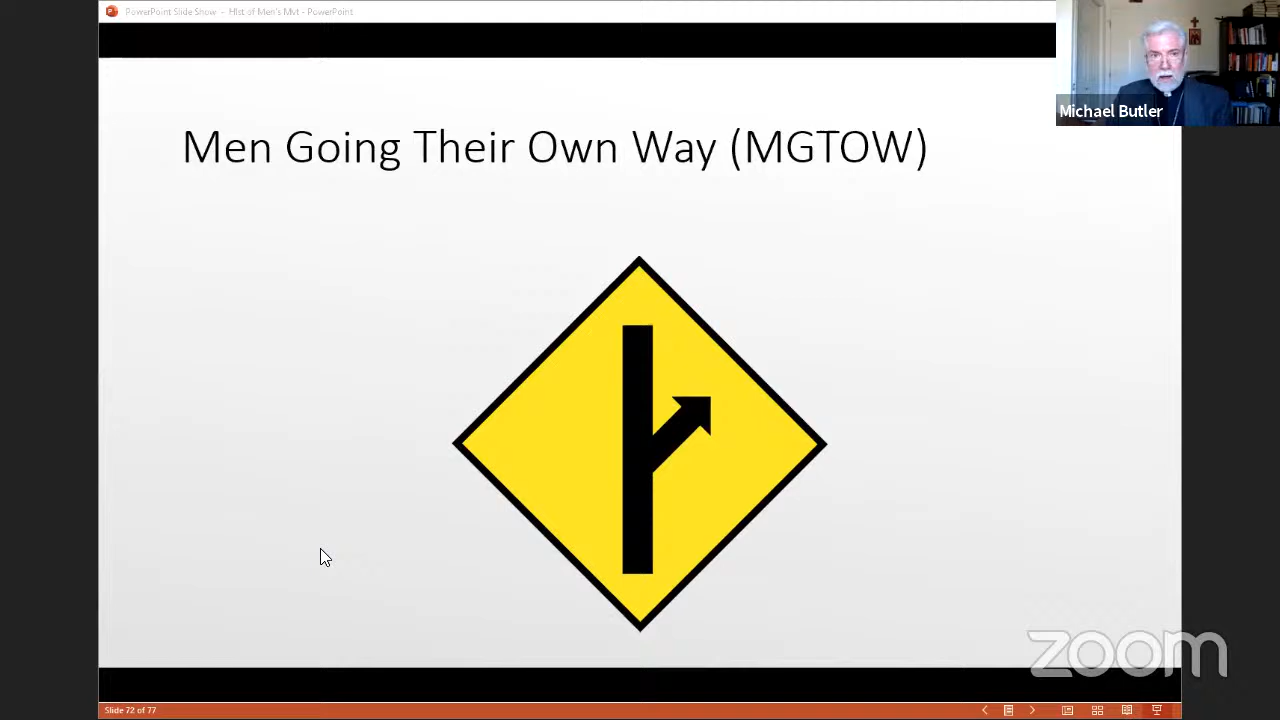 PowerPoint Slide Show - Hist of Men's Mvt - PowerPoint
Michael Butler
Men Going Their Own Way (MGTOW)
zoom
Slide 72 of 77